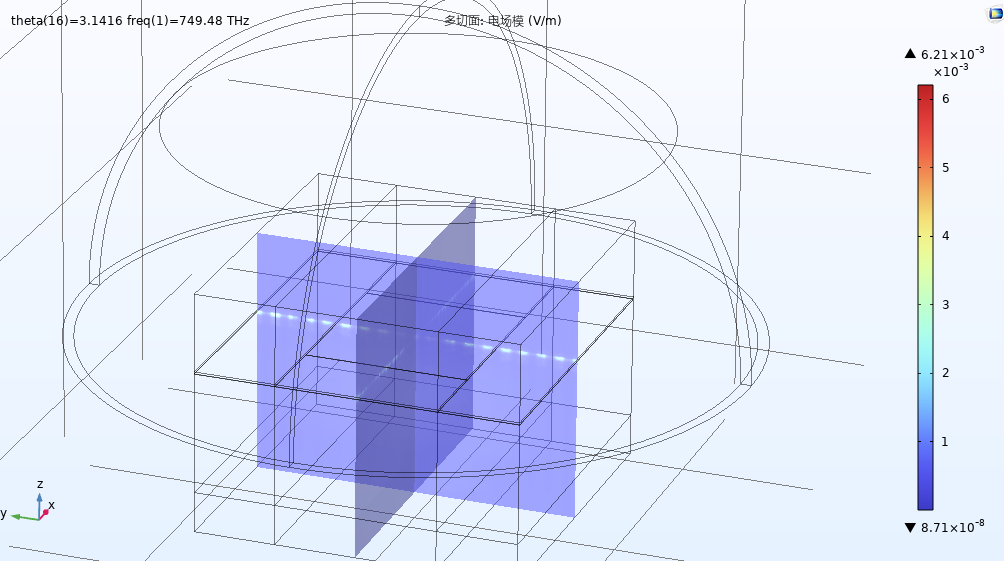 theta(16)=3.1416 freq(1)=749.48 THz
多切面: 电场模 (V/m)
▲ 6.21×10⁻³
×10⁻³
6
5
4
3
2
1
▼ 8.71×10⁻⁸
z
y
x